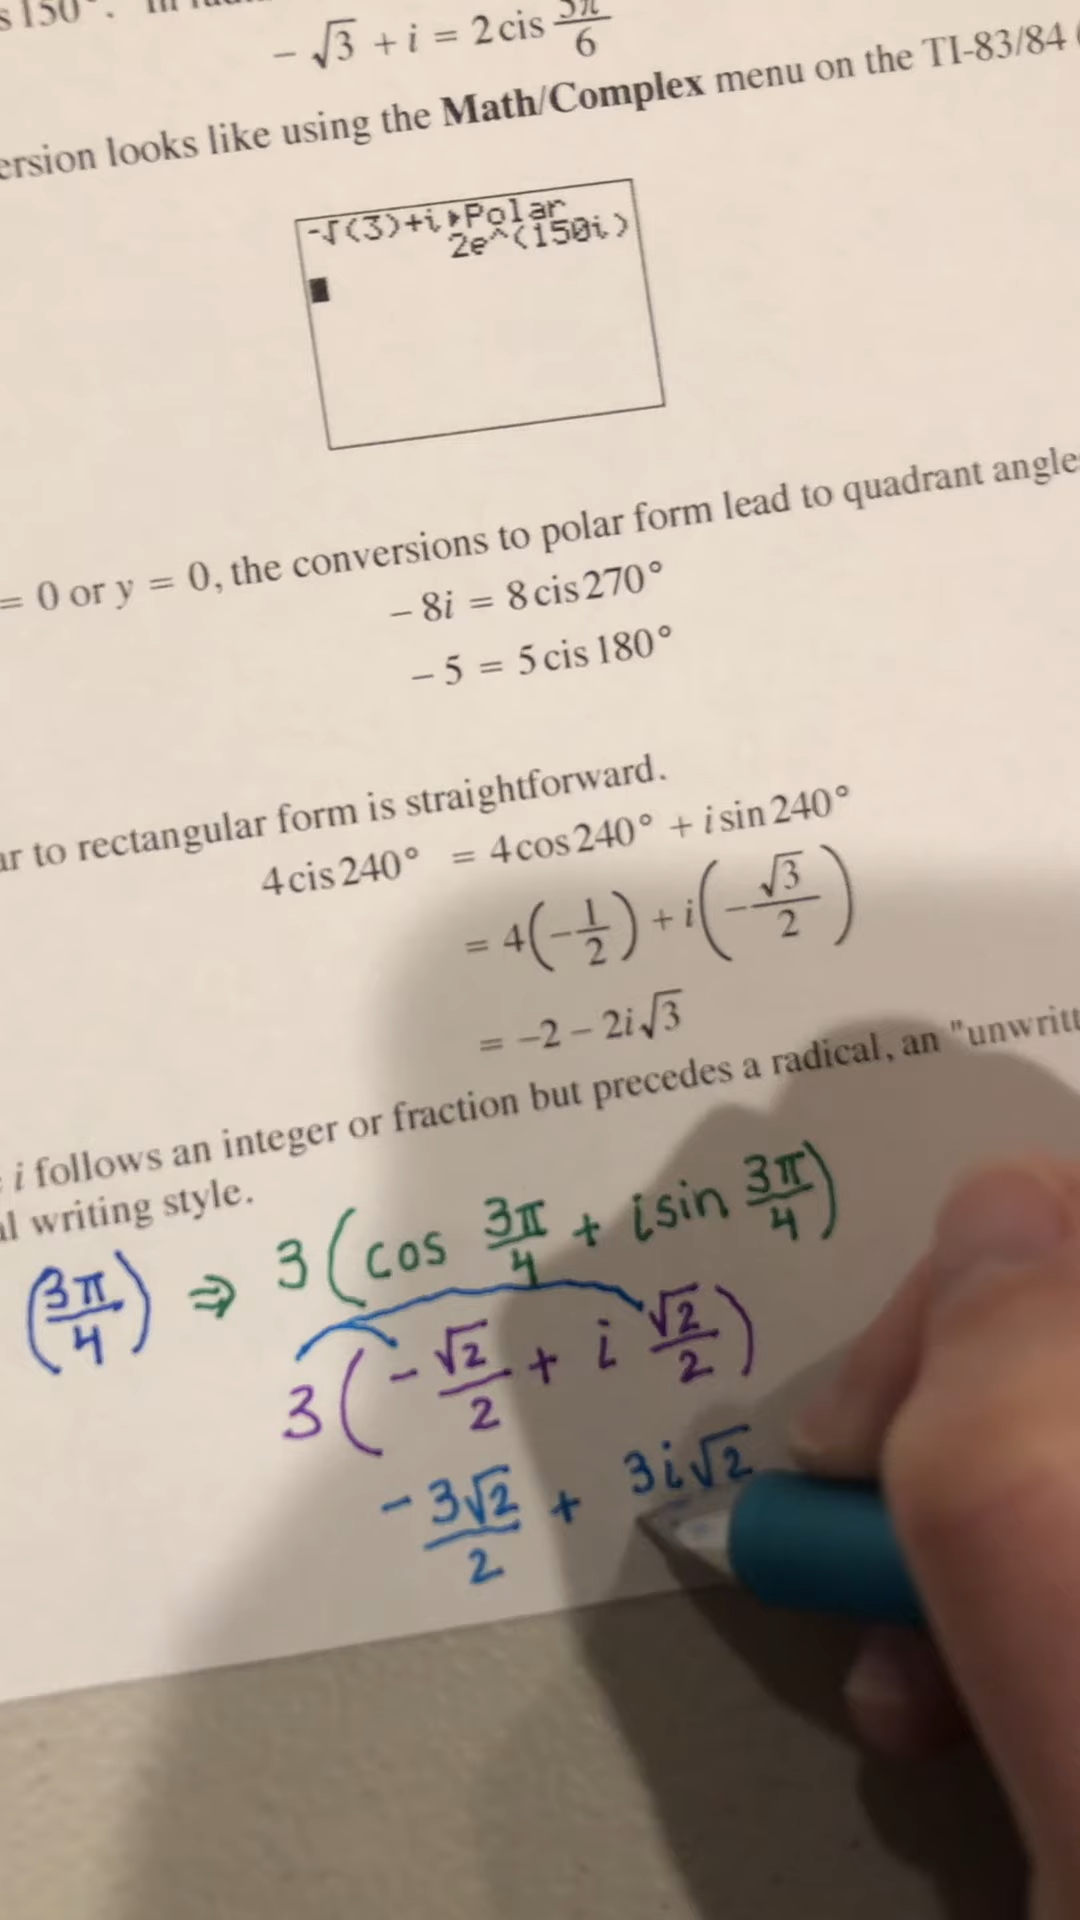 s 150°. In
- √3 + i = 2 cis 5π/6
ersion looks like using the Math/Complex menu on the TI-83/84
-√(3)+i▸Polar
2e^(150i)
= 0 or y = 0, the conversions to polar form lead to quadrant angle
- 8i = 8 cis 270°
- 5 = 5 cis 180°
ar to rectangular form is straightforward.
4 cis 240° = 4 cos 240° + i sin 240°
= 4(-1/2) + i(-√3/2)
= -2 - 2i√3
i follows an integer or fraction but precedes a radical, an "unwritt
al writing style.
(3π/4) ⇒ 3(cos 3π/4 + i sin 3π/4)
3(-√2/2 + i √2/2)
-3√2/2 + 3i√2